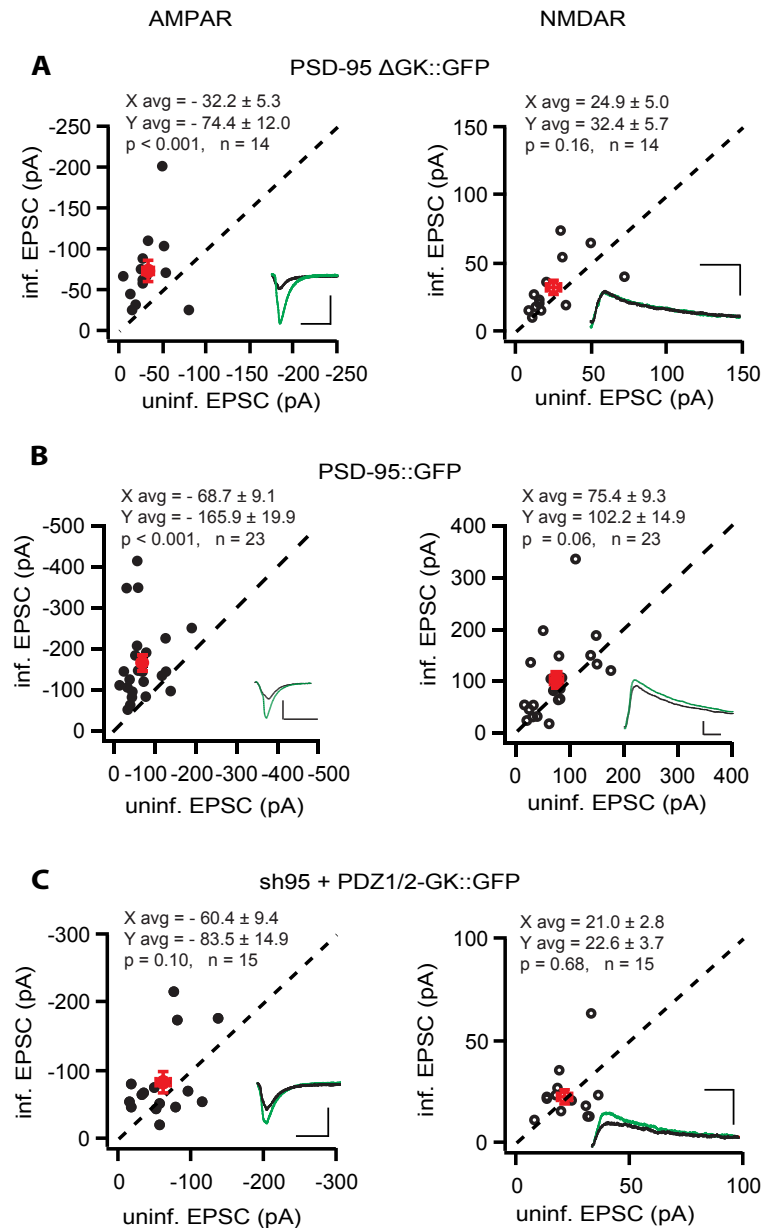 AMPAR NMDAR
A PSD-95 ΔGK::GFP
X avg = - 32.2 ± 5.3
Y avg = - 74.4 ± 12.0
p < 0.001, n = 14
-250
-200
-150
-100
-50
0
inf. EPSC (pA)
0 -50 -100 -150 -200 -250
uninf. EPSC (pA)
X avg = 24.9 ± 5.0
Y avg = 32.4 ± 5.7
p = 0.16, n = 14
150
100
50
0
inf. EPSC (pA)
0 50 100 150
uninf. EPSC (pA)
B PSD-95::GFP
X avg = - 68.7 ± 9.1
Y avg = - 165.9 ± 19.9
p < 0.001, n = 23
-500
-400
-300
-200
-100
0
inf. EPSC (pA)
0 -100 -200 -300 -400 -500
uninf. EPSC (pA)
X avg = 75.4 ± 9.3
Y avg = 102.2 ± 14.9
p = 0.06, n = 23
400
300
200
100
0
inf. EPSC (pA)
0 100 200 300 400
uninf. EPSC (pA)
C sh95 + PDZ1/2-GK::GFP
X avg = - 60.4 ± 9.4
Y avg = - 83.5 ± 14.9
p = 0.10, n = 15
-300
-200
-100
0
inf. EPSC (pA)
0 -100 -200 -300
uninf. EPSC (pA)
X avg = 21.0 ± 2.8
Y avg = 22.6 ± 3.7
p = 0.68, n = 15
100
50
0
inf. EPSC (pA)
0 50 100
uninf. EPSC (pA)